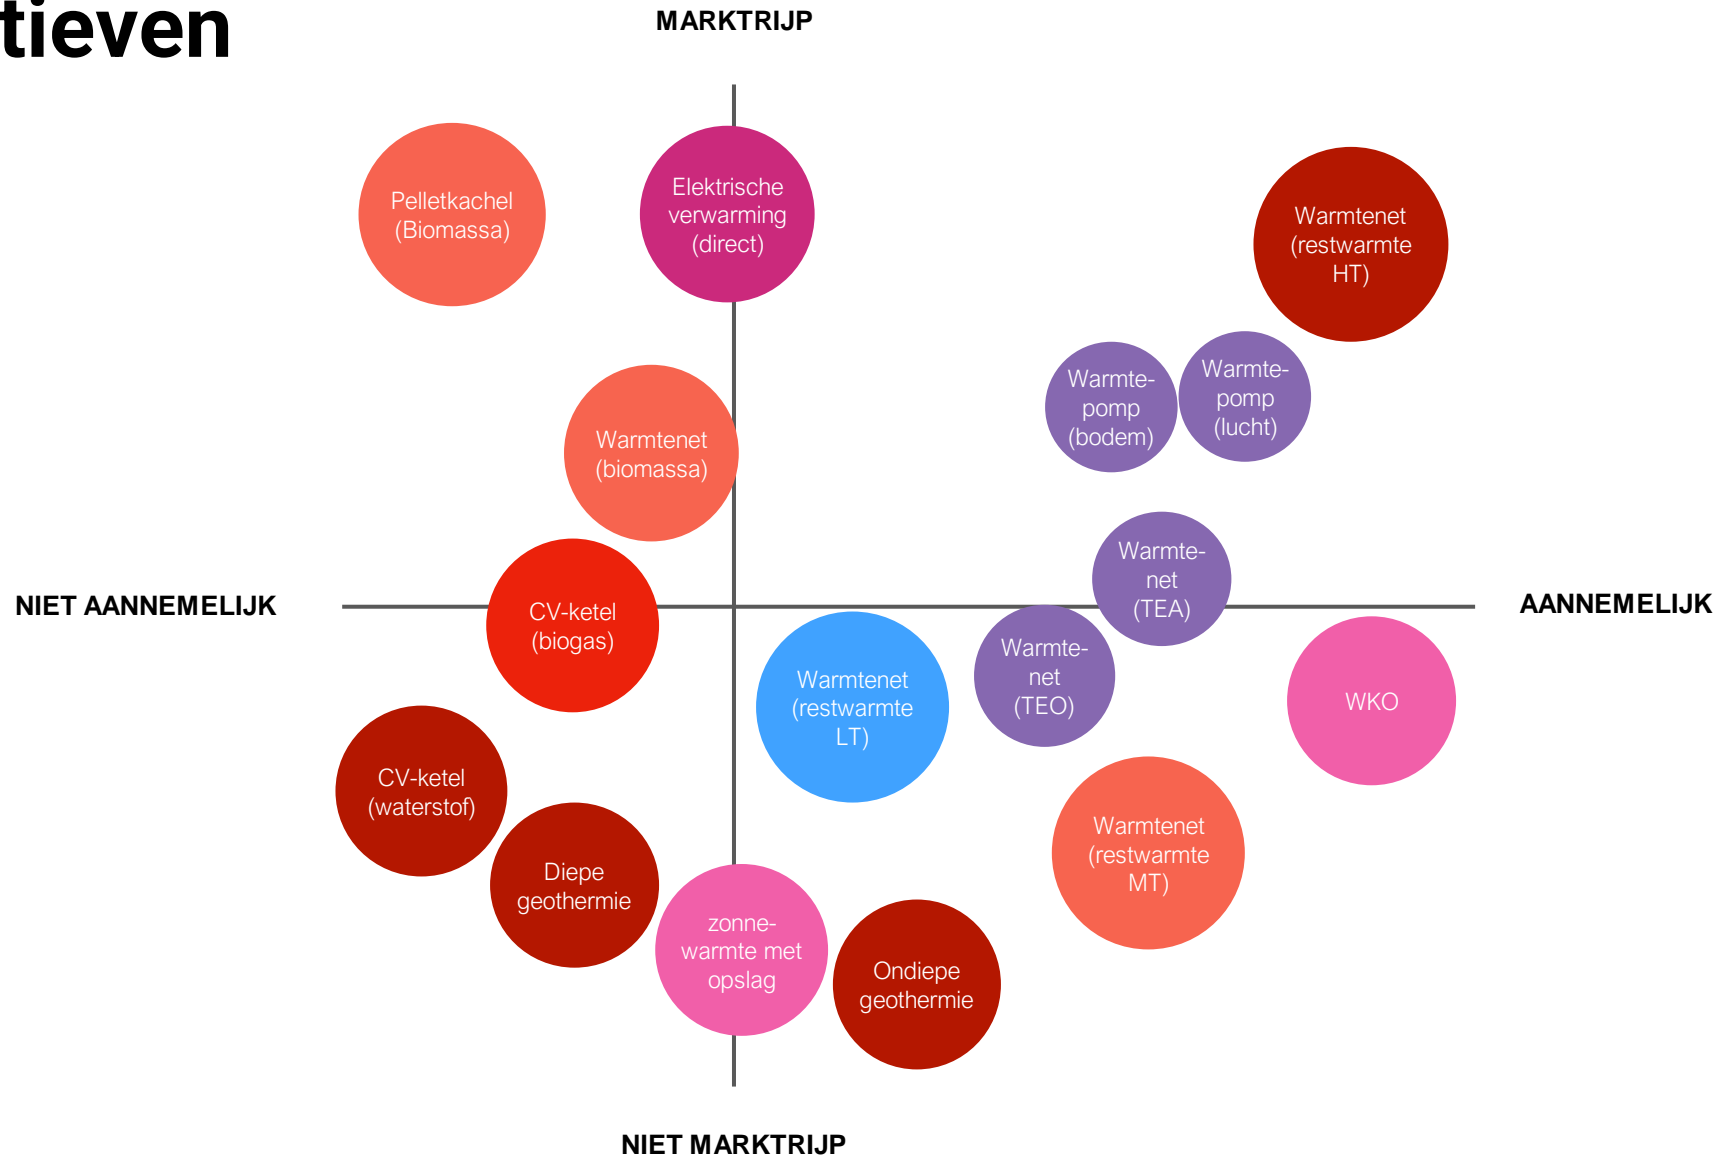 tieven
MARKTRIJP
Pelletkachel
(Biomassa)
Elektrische
verwarming
(direct)
Warmtenet
(restwarmte
HT)
Warmte-
pomp
(bodem)
Warmte-
pomp
(lucht)
Warmtenet
(biomassa)
Warmte-
net
(TEA)
NIET AANNEMELIJK
AANNEMELIJK
CV-ketel
(biogas)
Warmtenet
(restwarmte
LT)
Warmte-
net
(TEO)
WKO
CV-ketel
(waterstof)
Warmtenet
(restwarmte
MT)
Diepe
geothermie
zonne-
warmte met
opslag
Ondiepe
geothermie
NIET MARKTRIJP